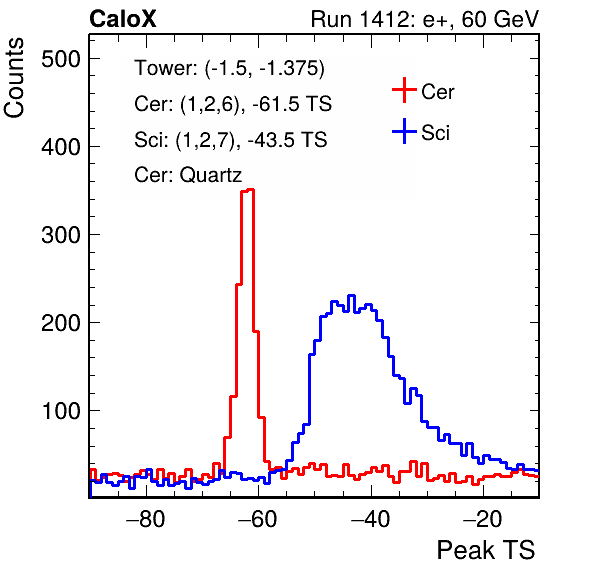 CaloX Run 1412: e+, 60 GeV
Counts
Tower: (-1.5, -1.375)
Cer: (1,2,6), -61.5 TS
Sci: (1,2,7), -43.5 TS
Cer: Quartz
Cer
Sci
500
400
300
200
100
−80 −60 −40 −20
Peak TS